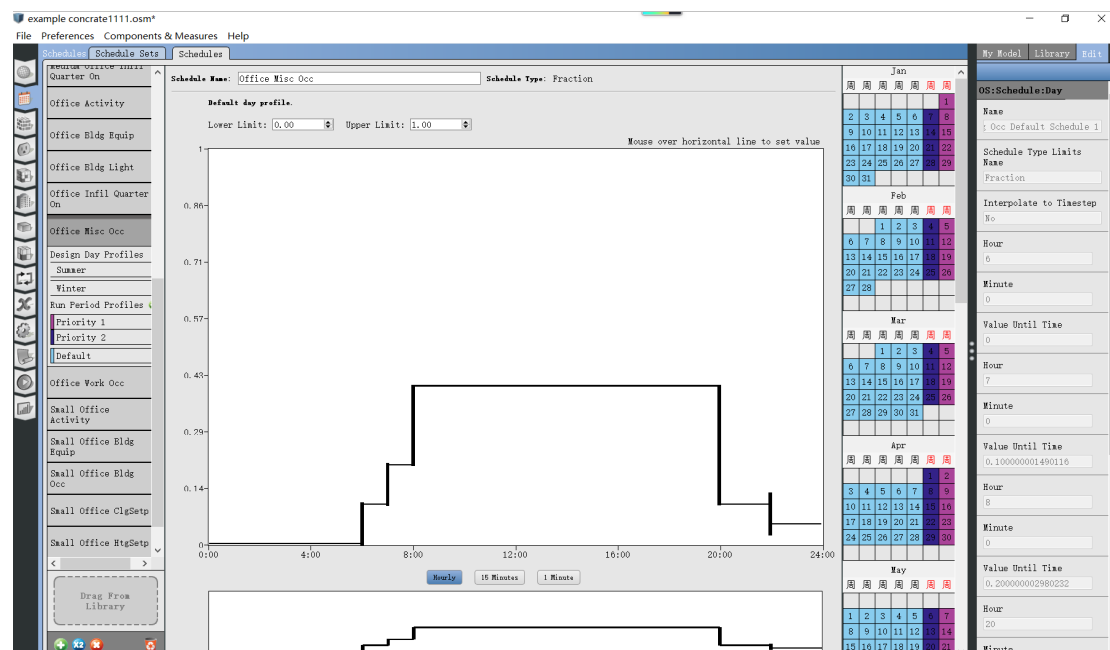 example concrate1111.osm*
File Preferences Components & Measures Help
Schedules Schedule Sets Schedules
My Model Library Edit
Medium Office Infil
Quarter On
Office Activity
Office Bldg Equip
Office Bldg Light
Office Infil Quarter
On
Office Misc Occ
Design Day Profiles
Summer
Winter
Run Period Profiles
Priority 1
Priority 2
Default
Office Work Occ
Small Office
Activity
Small Office Bldg
Equip
Small Office Bldg
Occ
Small Office ClgSetp
Small Office HtgSetp
Drag From
Library
X2
Schedule Name: Office Misc Occ Schedule Type: Fraction
Default day profile.
Lower Limit: 0.00 Upper Limit: 1.00
Mouse over horizontal line to set value
1
0.86
0.71
0.57
0.43
0.29
0.14
0
0:00 4:00 8:00 12:00 16:00 20:00 24:00
Hourly 15 Minutes 1 Minute
Jan
周 周 周 周 周 周 周
1
2 3 4 5 6 7 8
9 10 11 12 13 14 15
16 17 18 19 20 21 22
23 24 25 26 27 28 29
30 31
Feb
周 周 周 周 周 周 周
1 2 3 4 5
6 7 8 9 10 11 12
13 14 15 16 17 18 19
20 21 22 23 24 25 26
27 28
Mar
周 周 周 周 周 周 周
1 2 3 4 5
6 7 8 9 10 11 12
13 14 15 16 17 18 19
20 21 22 23 24 25 26
27 28 29 30 31
Apr
周 周 周 周 周 周 周
1 2
3 4 5 6 7 8 9
10 11 12 13 14 15 16
17 18 19 20 21 22 23
24 25 26 27 28 29 30
May
周 周 周 周 周 周 周
1 2 3 4 5 6 7
8 9 10 11 12 13 14
15 16 17 18 19 20 21
OS:Schedule:Day
Name
Occ Default Schedule 1
Schedule Type Limits
Name
Fraction
Interpolate to Timestep
No
Hour
6
Minute
0
Value Until Time
0
Hour
7
Minute
0
Value Until Time
0.100000001490116
Hour
8
Minute
0
Value Until Time
0.200000002980232
Hour
20
Minute